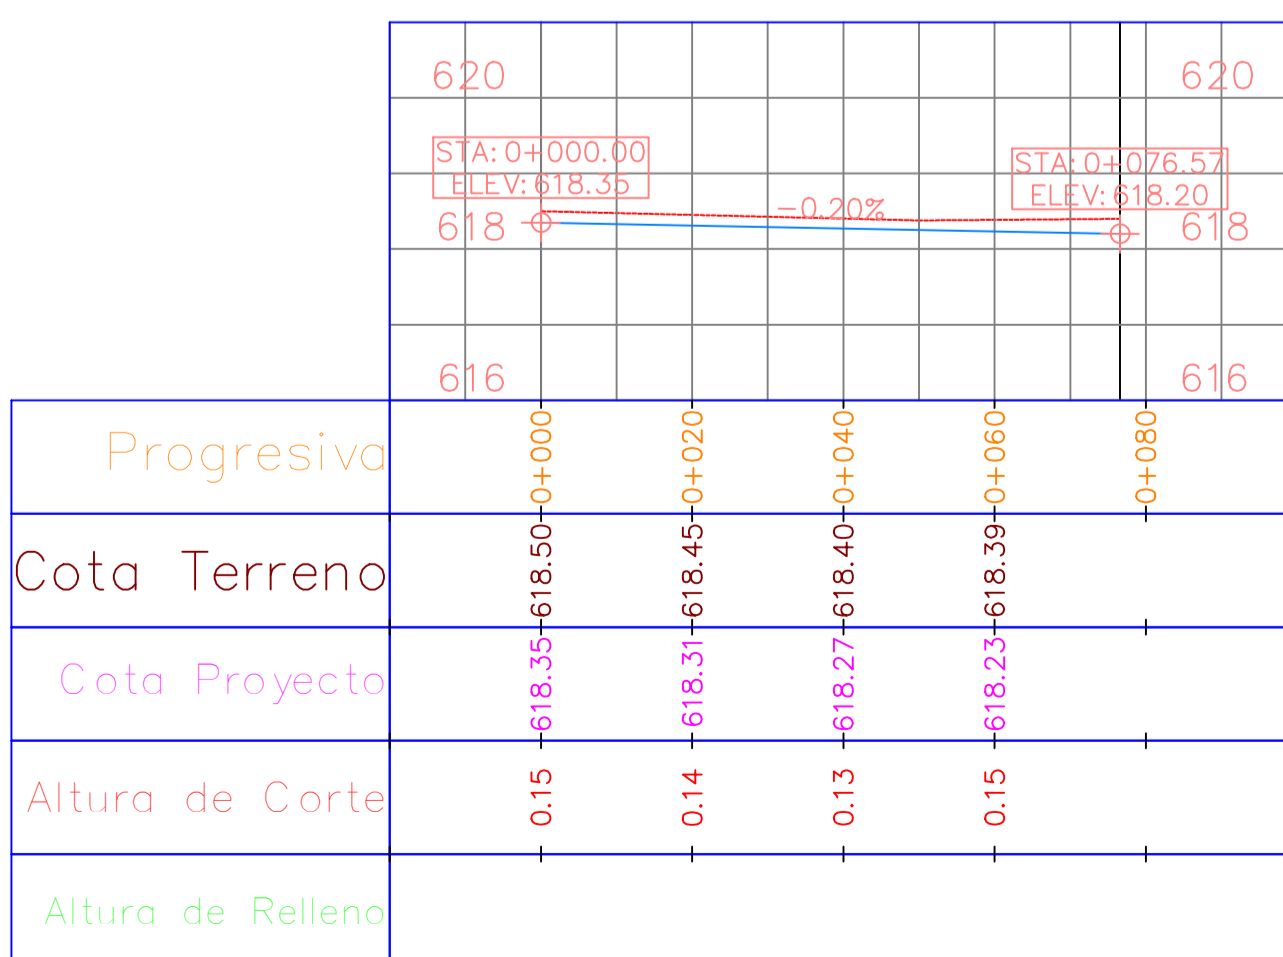 620 620
STA: 0+000.00
ELEV: 618.35
STA: 0+076.57
ELEV: 618.20
-0.20%
618 618
616 616
Progresiva 0+000 0+020 0+040 0+060 0+080
Cota Terreno 618.50 618.45 618.40 618.39
Cota Proyecto 618.35 618.31 618.27 618.23
Altura de Corte 0.15 0.14 0.13 0.15
Altura de Relleno